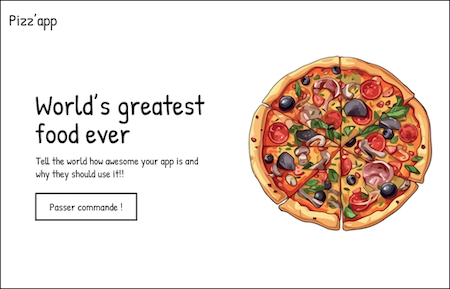 Pizz'app
World's greatest
food ever
Tell the world how awesome your app is and
why they should use it!!
Passer commande !